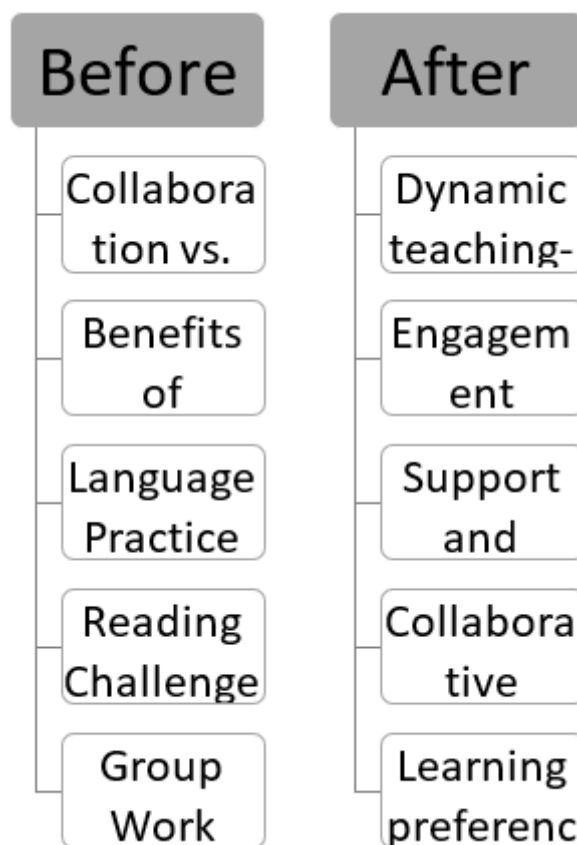 Before
Collabora
tion vs.
Benefits
of
Language
Practice
Reading
Challenge
Group
Work
After
Dynamic
teaching-
Engagem
ent
Support
and
Collabora
tive
Learning
preferenc